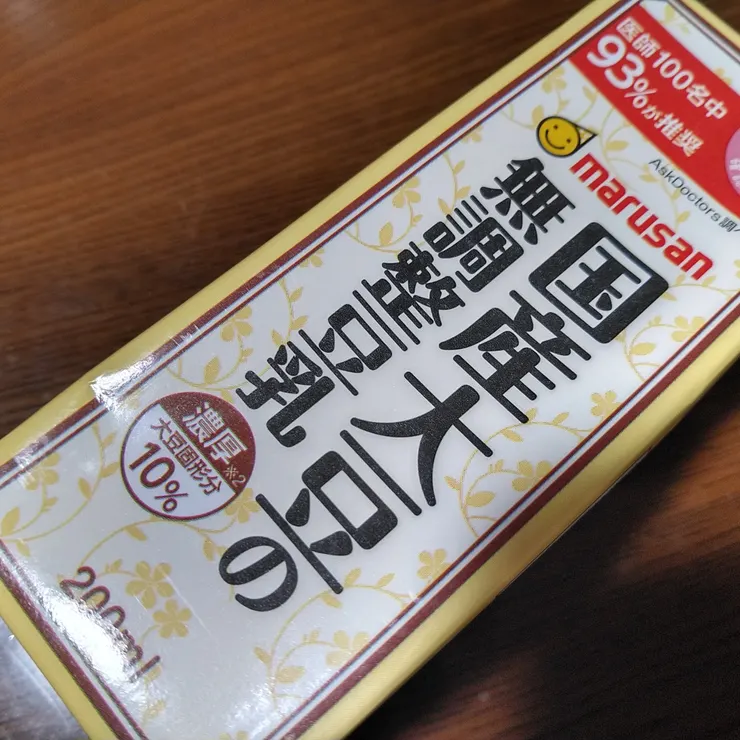 医師100名中
93%が推奨
AskDoctors調べ
marusan
国産大豆の
無調整豆乳
濃厚※2
大豆固形分
10%
200ml